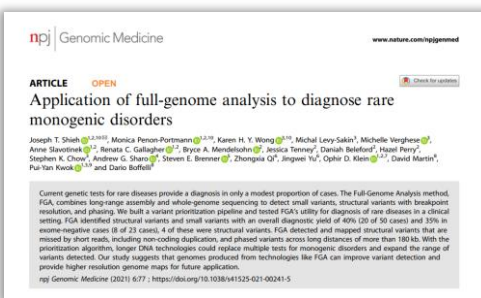 npj | Genomic Medicine
www.nature.com/npjgenmed
ARTICLE OPEN
Check for updates
Application of full-genome analysis to diagnose rare
monogenic disorders
Joseph T. Shieh, Monica Penon-Portmann, Karen H. Y. Wong, Michal Levy-Sakin, Michelle Verghese,
Anne Slavotinek, Renata C. Gallagher, Bryce A. Mendelsohn, Jessica Tenney, Daniah Beleford, Hazel Perry,
Stephen K. Chow, Andrew G. Sharo, Steven E. Brenner, Zhongxia Qi, Jingwei Yu, Ophir D. Klein, David Martin,
Pui-Yan Kwok and Dario Boffelli
Current genetic tests for rare diseases provide a diagnosis in only a modest proportion of cases. The Full-Genome Analysis method,
FGA, combines long-range assembly and whole-genome sequencing to detect small variants, structural variants with breakpoint
resolution, and phasing. We built a variant prioritization pipeline and tested FGA's utility for diagnosis of rare diseases in a clinical
setting. FGA identified structural variants and small variants with an overall diagnostic yield of 40% (20 of 50 cases) and 35% in
exome-negative cases (8 of 23 cases), 4 of these were structural variants. FGA detected and mapped structural variants that are
missed by short reads, including non-coding duplication, and phased variants across long distances of more than 180 kb. With the
prioritization algorithm, longer DNA technologies could replace multiple tests for monogenic disorders and expand the range of
variants detected. Our study suggests that genomes produced from technologies like FGA can improve variant detection and
provide higher resolution genome maps for future application.
npj Genomic Medicine (2021) 6:77 ; https://doi.org/10.1038/s41525-021-00241-5